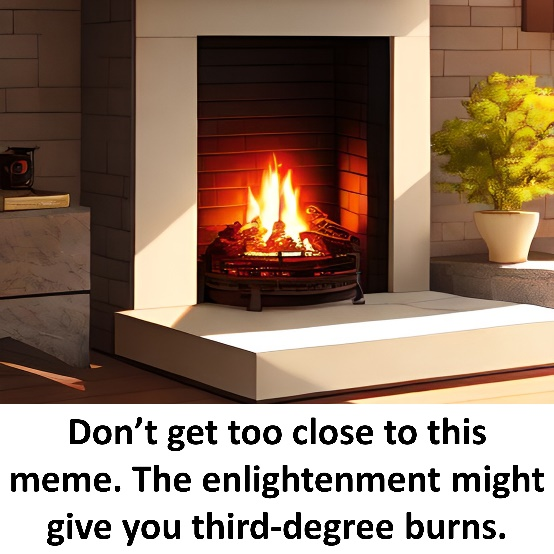 Don’t get too close to this
meme. The enlightenment might
give you third-degree burns.